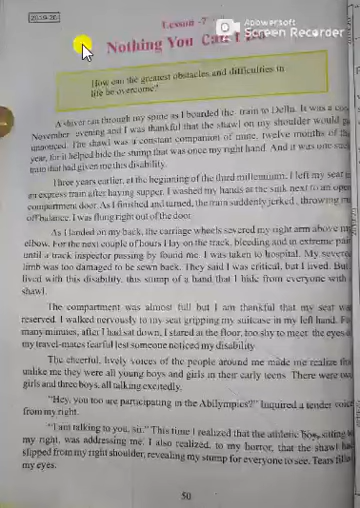 2019-20
Lesson -7
Apowersoft
Screen Recorder
Nothing You Can't
How can the greatest obstacles and difficulties in
life be overcome?
A shiver ran through my spine as I boarded the train to Delhi. It was a
November evening and I was thankful that the shawl on my shoulder would
unnoticed. The shawl was a constant companion of mine, twelve months of
year, for it helped hide the stump that was once my right hand. And it was one such
train that had given me this disability.
Three years earlier, at the beginning of the third millennium, I left my seat in
an express train after having supper. I washed my hands at the sink next to an open
compartment door. As I finished and turned, the train suddenly jerked, throwing me
off balance. I was flung right out of the door.
As I landed on my back, the carriage wheels severed my right arm above my
elbow. For the next couple of hours I lay on the track, bleeding and in extreme pain
until a track inspector passing by found me. I was taken to hospital. My severed
limb was too damaged to be sewn back. They said I was critical, but I lived. But
lived with this disability, this stump of a hand that I hide from everyone with
shawl.
The compartment was almost full but I am thankful that my seat was
reserved. I walked nervously to my seat gripping my suitcase in my left hand. For
many minutes, after I had sat down, I stared at the floor, too shy to meet the eyes
my travel-mates fearful lest someone noticed my disability.
The cheerful, lively voices of the people around me made me realize that
unlike me they were all young boys and girls in their early teens. There were
girls and three boys, all talking excitedly.
"Hey, you too are participating in the Abilympics?" Inquired a tender voice
from my right.
"I am talking to you, sir." This time I realized that the athletic boy, sitting to
my right, was addressing me. I also realized, to my horror, that the shawl had
slipped from my right shoulder, revealing my stump for everyone to see. Tears filled
my eyes.
50